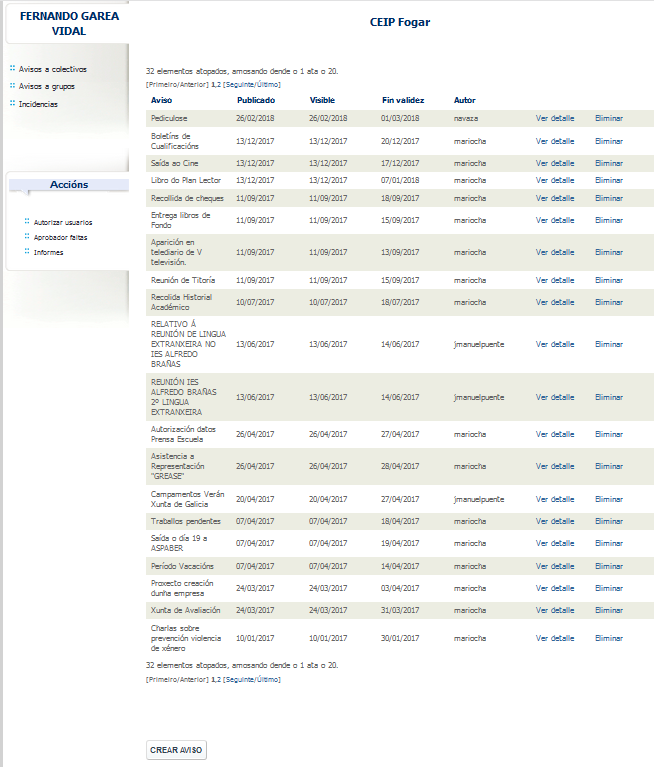 FERNANDO GAREA
VIDAL
Avisos a colectivos
Avisos a grupos
Incidencias
Accións
Autorizar usuarios
Aprobador faltas
Informes
CEIP Fogar
32 elementos atopados, amosando dende o 1 ata o 20.
[Primeiro/Anterior] 1,2 [Seguinte/Último]
Aviso Publicado Visible Fin validez Autor
Pediculose 26/02/2018 26/02/2018 01/03/2018 navaza Ver detalle Eliminar
Boletíns de
Cualificacións 13/12/2017 13/12/2017 20/12/2017 mariocha Ver detalle Eliminar
Saída ao Cine 13/12/2017 13/12/2017 17/12/2017 mariocha Ver detalle Eliminar
Libro do Plan Lector 13/12/2017 13/12/2017 07/01/2018 mariocha Ver detalle Eliminar
Recollida de cheques 11/09/2017 11/09/2017 18/09/2017 mariocha Ver detalle Eliminar
Entrega libros de
Fondo 11/09/2017 11/09/2017 15/09/2017 mariocha Ver detalle Eliminar
Aparición en
telediario de V
televisión. 11/09/2017 11/09/2017 13/09/2017 mariocha Ver detalle Eliminar
Reunión de Titoría 11/09/2017 11/09/2017 15/09/2017 mariocha Ver detalle Eliminar
Recolida Historial
Académico 10/07/2017 10/07/2017 18/07/2017 mariocha Ver detalle Eliminar
RELATIVO Á
REUNIÓN DE LINGUA
EXTRANXEIRA NO
IES ALFREDO
BRAÑAS 13/06/2017 13/06/2017 14/06/2017 jmanuelpuente Ver detalle Eliminar
REUNIÓN IES
ALFREDO BRAÑAS
2º LINGUA
EXTRANXEIRA 13/06/2017 13/06/2017 14/06/2017 jmanuelpuente Ver detalle Eliminar
Autorización datos
Prensa Escuela 26/04/2017 26/04/2017 27/04/2017 mariocha Ver detalle Eliminar
Asistencia a
Representación
"GREASE" 26/04/2017 26/04/2017 28/04/2017 mariocha Ver detalle Eliminar
Campamentos Verán
Xunta de Galicia 20/04/2017 20/04/2017 27/04/2017 jmanuelpuente Ver detalle Eliminar
Traballos pendentes 07/04/2017 07/04/2017 18/04/2017 mariocha Ver detalle Eliminar
Saída o día 19 a
ASPABER 07/04/2017 07/04/2017 19/04/2017 mariocha Ver detalle Eliminar
Período Vacacións 07/04/2017 07/04/2017 14/04/2017 mariocha Ver detalle Eliminar
Proxecto creación
dunha empresa 24/03/2017 24/03/2017 03/04/2017 mariocha Ver detalle Eliminar
Xunta de Avaliación 24/03/2017 24/03/2017 31/03/2017 mariocha Ver detalle Eliminar
Charlas sobre
prevención violencia
de xénero 10/01/2017 10/01/2017 30/01/2017 mariocha Ver detalle Eliminar
32 elementos atopados, amosando dende o 1 ata o 20.
[Primeiro/Anterior] 1,2 [Seguinte/Último]
CREAR AVISO